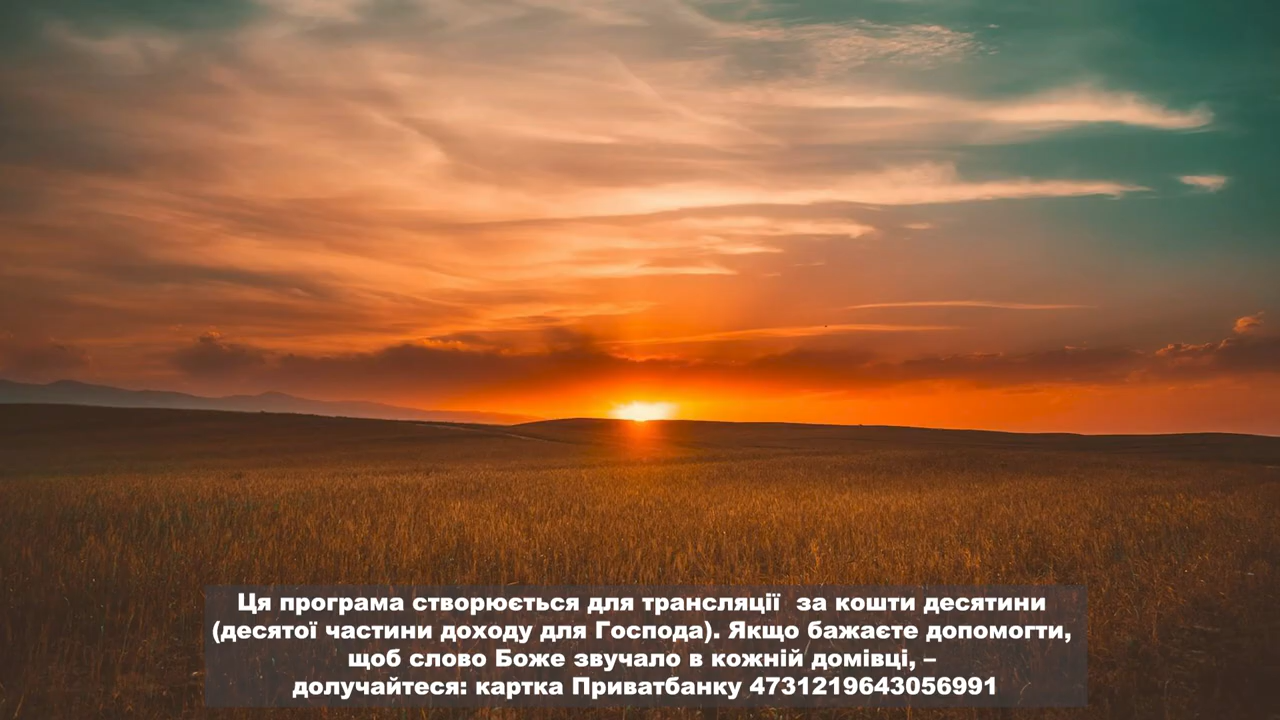 Ця програма створюється для трансляції  за кошти десятини
(десятої частини доходу для Господа). Якщо бажаєте допомогти,
щоб слово Боже звучало в кожній домівці, –
долучайтеся: картка Приватбанку 4731219643056991